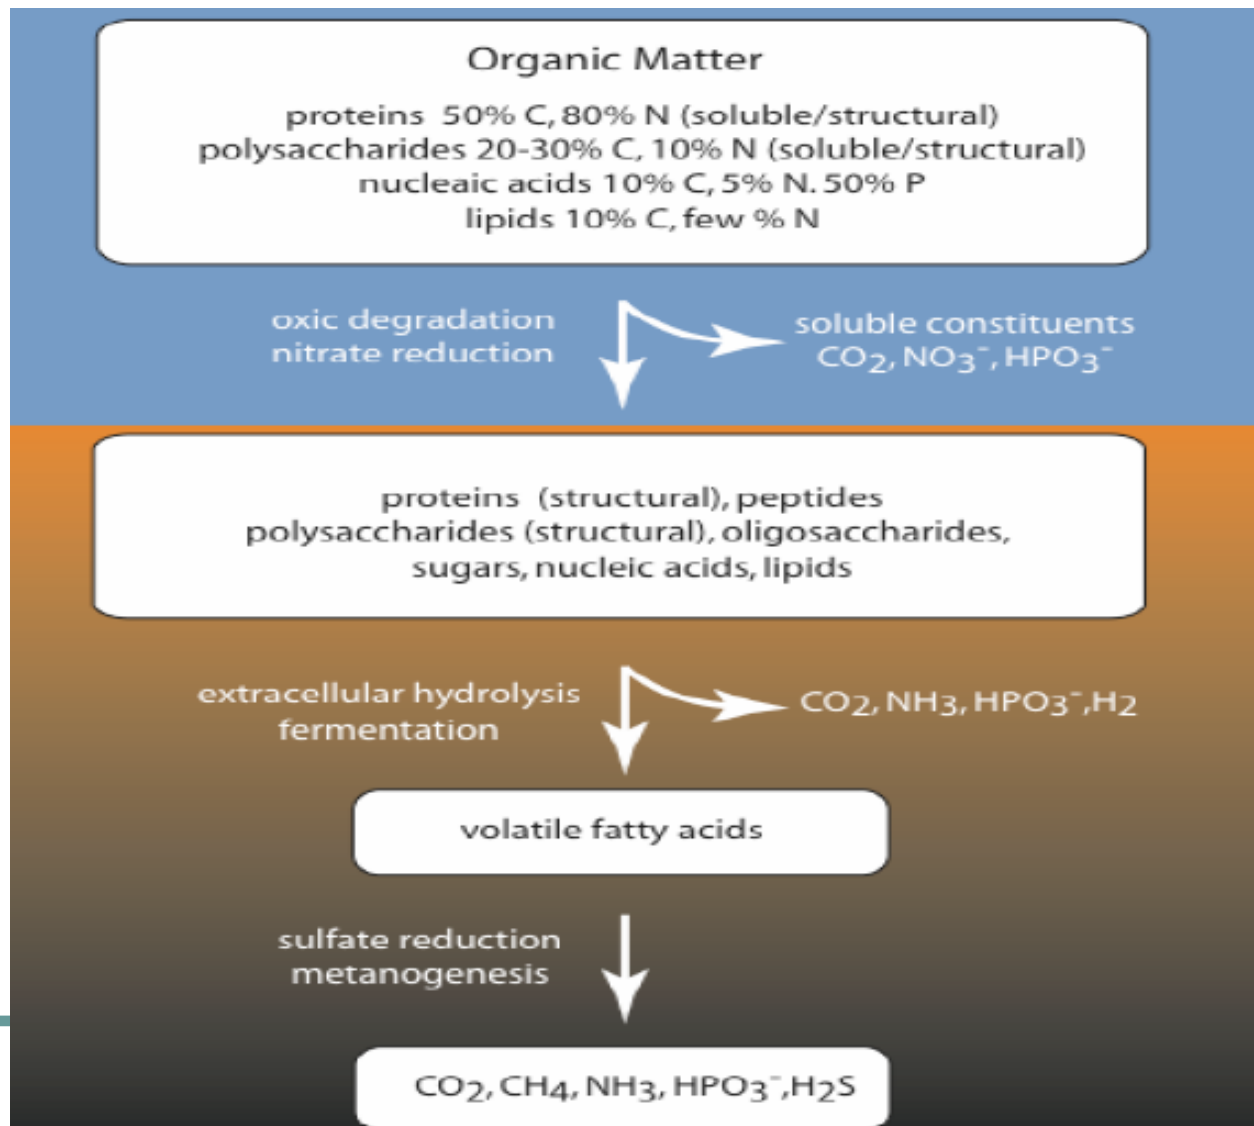 Organic Matter
proteins 50% C, 80% N (soluble/structural)
polysaccharides 20-30% C, 10% N (soluble/structural)
nucleaic acids 10% C, 5% N. 50% P
lipids 10% C, few % N
oxic degradation
nitrate reduction
soluble constituents
CO₂, NO₃⁻, HPO₃⁻
proteins (structural), peptides
polysaccharides (structural), oligosaccharides,
sugars, nucleic acids, lipids
extracellular hydrolysis
fermentation
CO₂, NH₃, HPO₃⁻,H₂
volatile fatty acids
sulfate reduction
metanogenesis
CO₂, CH₄, NH₃, HPO₃⁻,H₂S